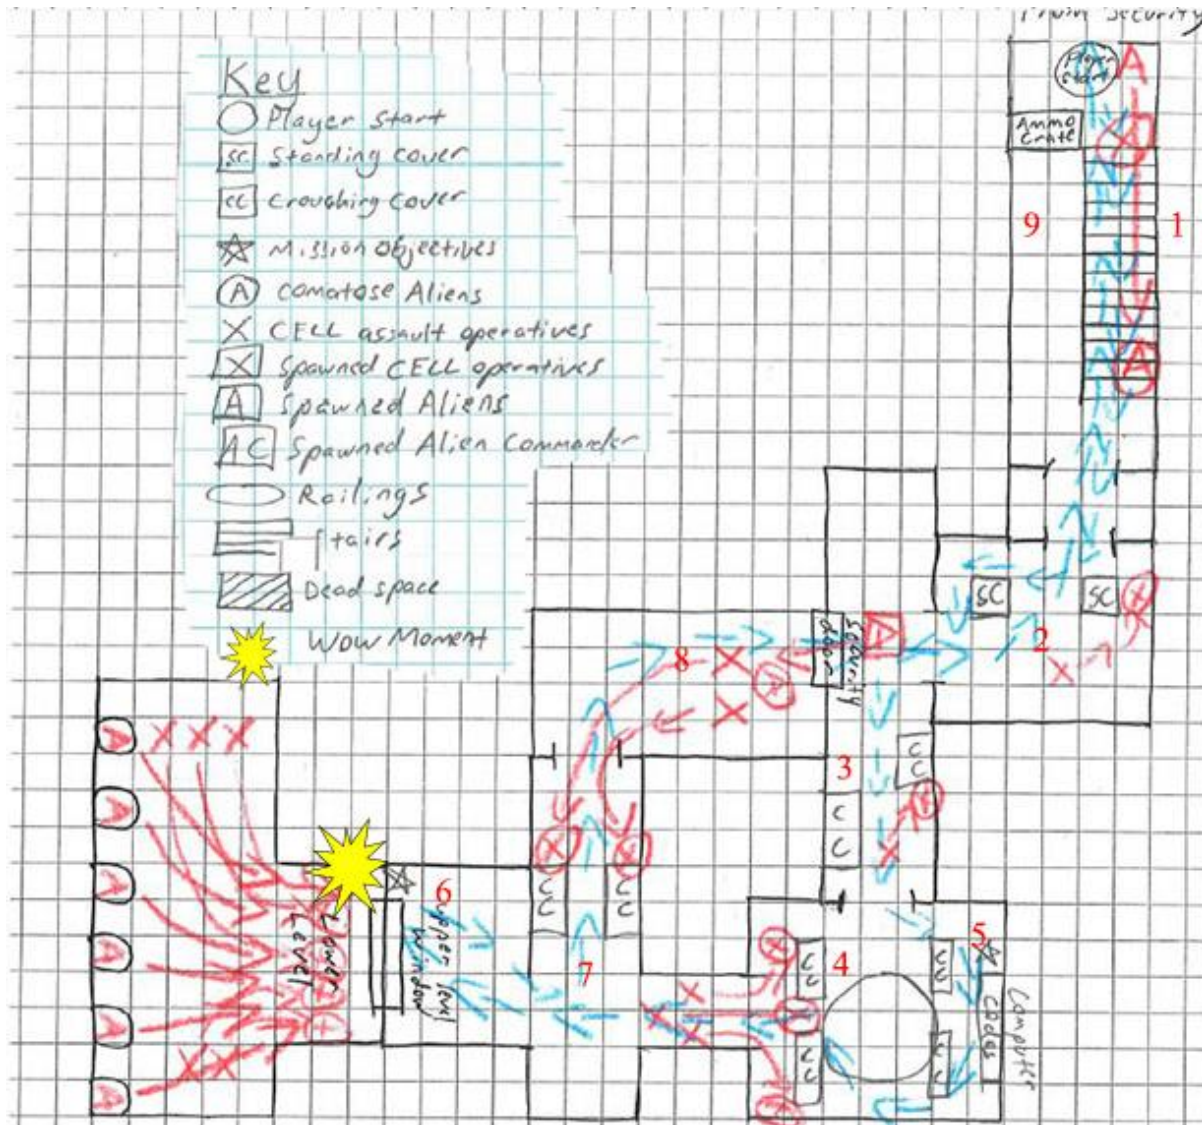 Main Security
Key
Player Start
SC Standing Cover
CC Crouching Cover
Mission Objectives
A Comatose Aliens
X CELL assault operatives
X Spawned CELL operatives
A Spawned Aliens
AC Spawned Alien Commander
Railings
Stairs
Dead space
Wow Moment
Player Start
A
Ammo Crate
X
9
1
A
SC
SC
X
2
X
Security door
A
8
X
A
X
3
CC
X
CC
X
X
X
CC
CC
A
X X X
A
A
A
A
X X
A
Lower Level
6
Upper level Window
7
X
X
X
4
5
CC
CC
CC
CC
Computer Codes